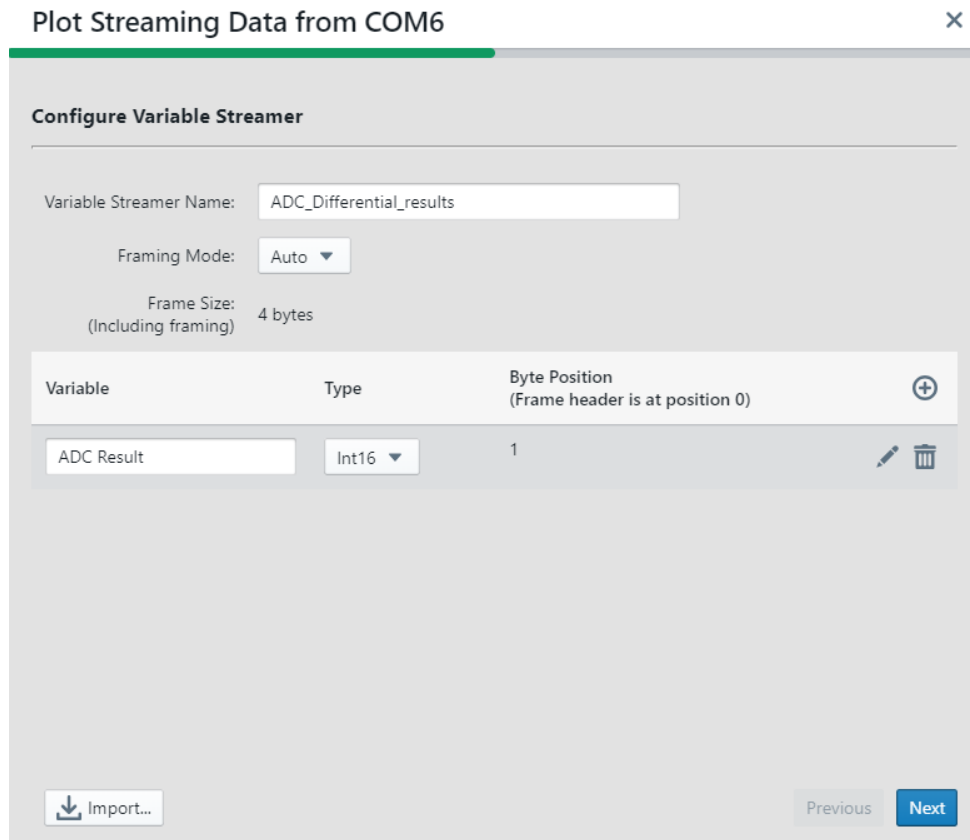 Plot Streaming Data from COM6
Configure Variable Streamer
Variable Streamer Name: ADC_Differential_results
Framing Mode: Auto
Frame Size: 
(Including framing) 4 bytes
Variable Type Byte Position
(Frame header is at position 0)
ADC Result Int16 1
Import... Previous Next